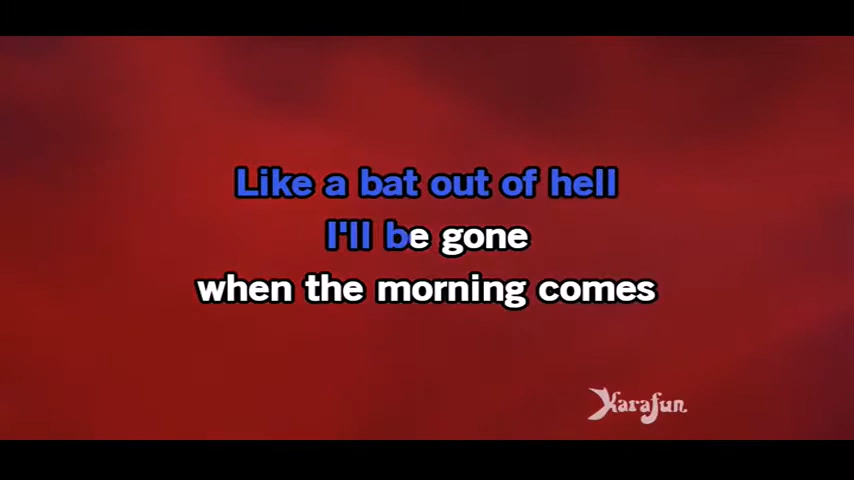 Like a bat out of hell
I'll be gone
when the morning comes
Karafun